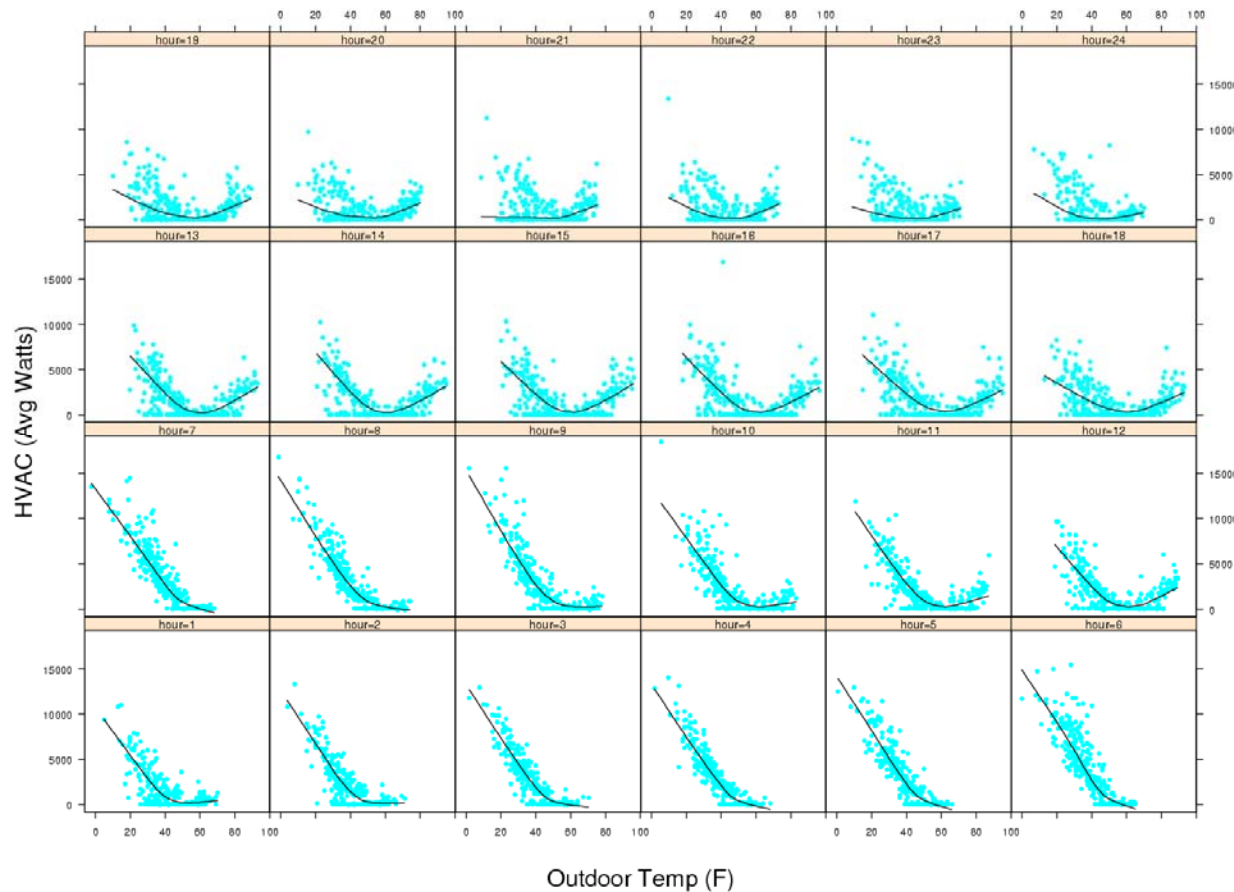 0 20 40 60 80 100 0 20 40 60 80 100 0 20 40 60 80 100
hour=19 hour=20 hour=21 hour=22 hour=23 hour=24
15000
10000
5000
0
hour=13 hour=14 hour=15 hour=16 hour=17 hour=18
15000
10000
5000
0
hour=7 hour=8 hour=9 hour=10 hour=11 hour=12
15000
10000
5000
0
hour=1 hour=2 hour=3 hour=4 hour=5 hour=6
15000
10000
5000
0
0 20 40 60 80 100 0 20 40 60 80 100 0 20 40 60 80 100
HVAC (Avg Watts)
Outdoor Temp (F)